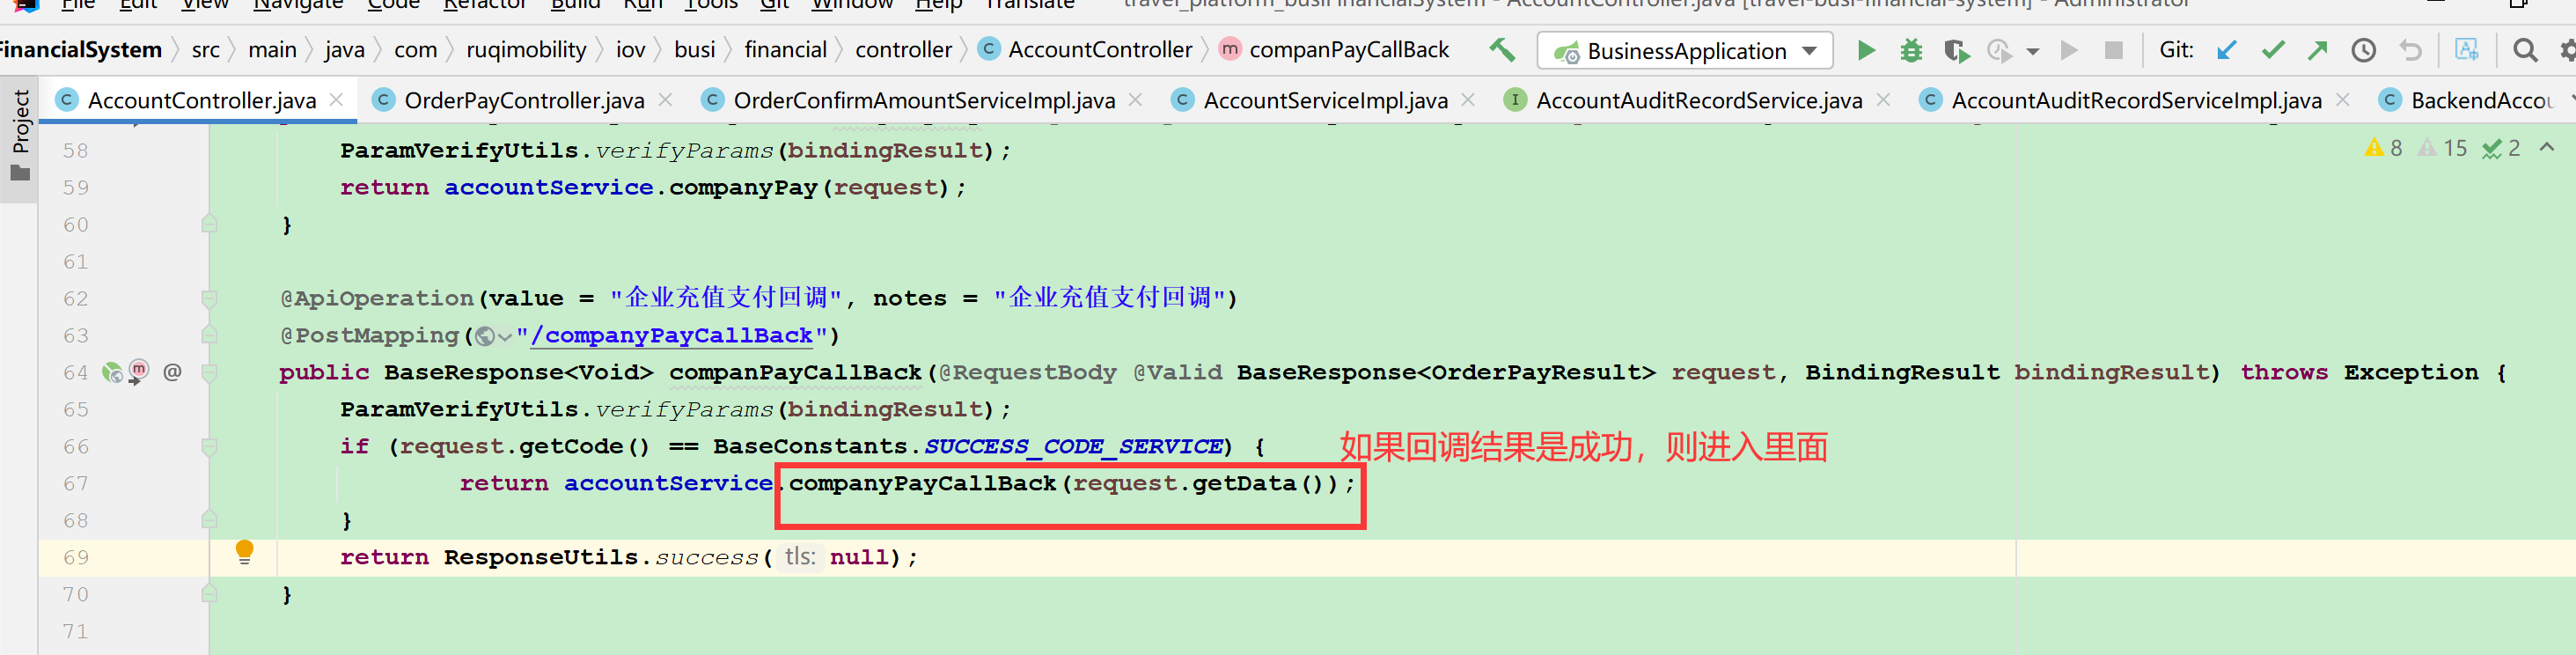 File Edit View Navigate Code Refactor Build Run Tools Git Window Help Translate travel_platform_busiFinancialSystem - AccountController.java [travel-busi-financial-system] - Administrator
FinancialSystem src main java com ruqimobility iov busi financial controller C AccountController m companPayCallBack BusinessApplication Git:
Project
C AccountController.java C OrderPayController.java C OrderConfirmAmountServiceImpl.java C AccountServiceImpl.java I AccountAuditRecordService.java C AccountAuditRecordServiceImpl.java C BackendAccou
8 15 2
58 ParamVerifyUtils.verifyParams(bindingResult);
59 return accountService.companyPay(request);
60 }
61
62 @ApiOperation(value = "企业充值支付回调", notes = "企业充值支付回调")
63 @PostMapping("/companyPayCallBack")
64 m @ public BaseResponse<Void> companPayCallBack(@RequestBody @Valid BaseResponse<OrderPayResult> request, BindingResult bindingResult) throws Exception {
65 ParamVerifyUtils.verifyParams(bindingResult);
66 if (request.getCode() == BaseConstants.SUCCESS_CODE_SERVICE) { 如果回调结果是成功，则进入里面
67 return accountService.companyPayCallBack(request.getData());
68 }
69 return ResponseUtils.success( tls: null);
70 }
71